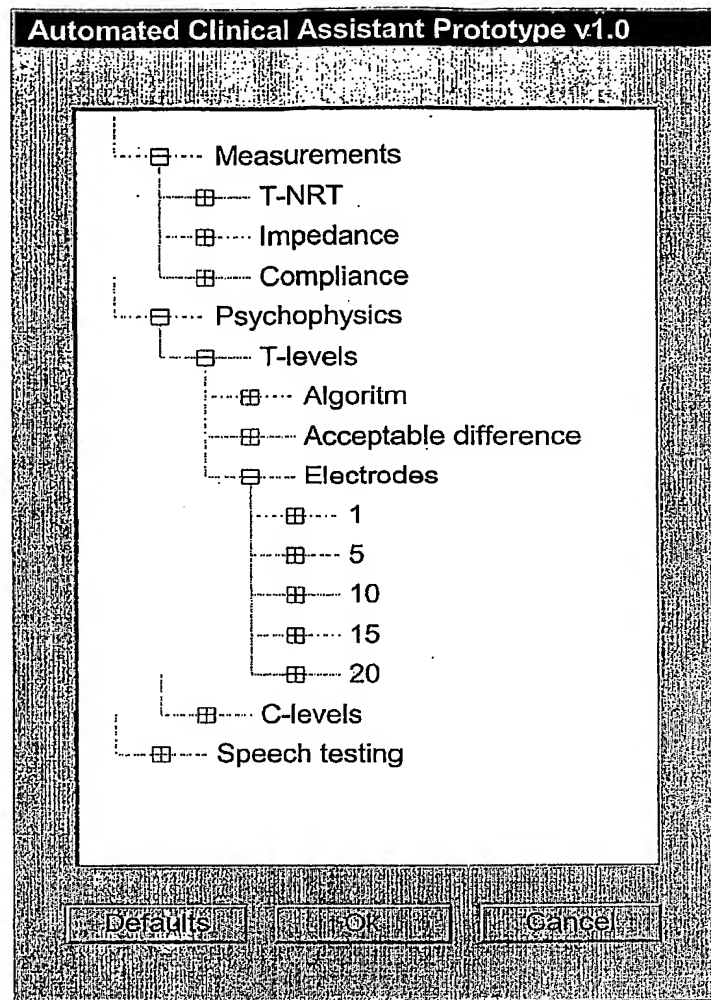 Automated Clinical Assistant Prototype v.1.0
Measurements
T-NRT
Impedance
Compliance
Psychophysics
T-levels
Algoritm
Acceptable difference
Electrodes
1
5
10
15
20
C-levels
Speech testing
Defaults OK Cancel